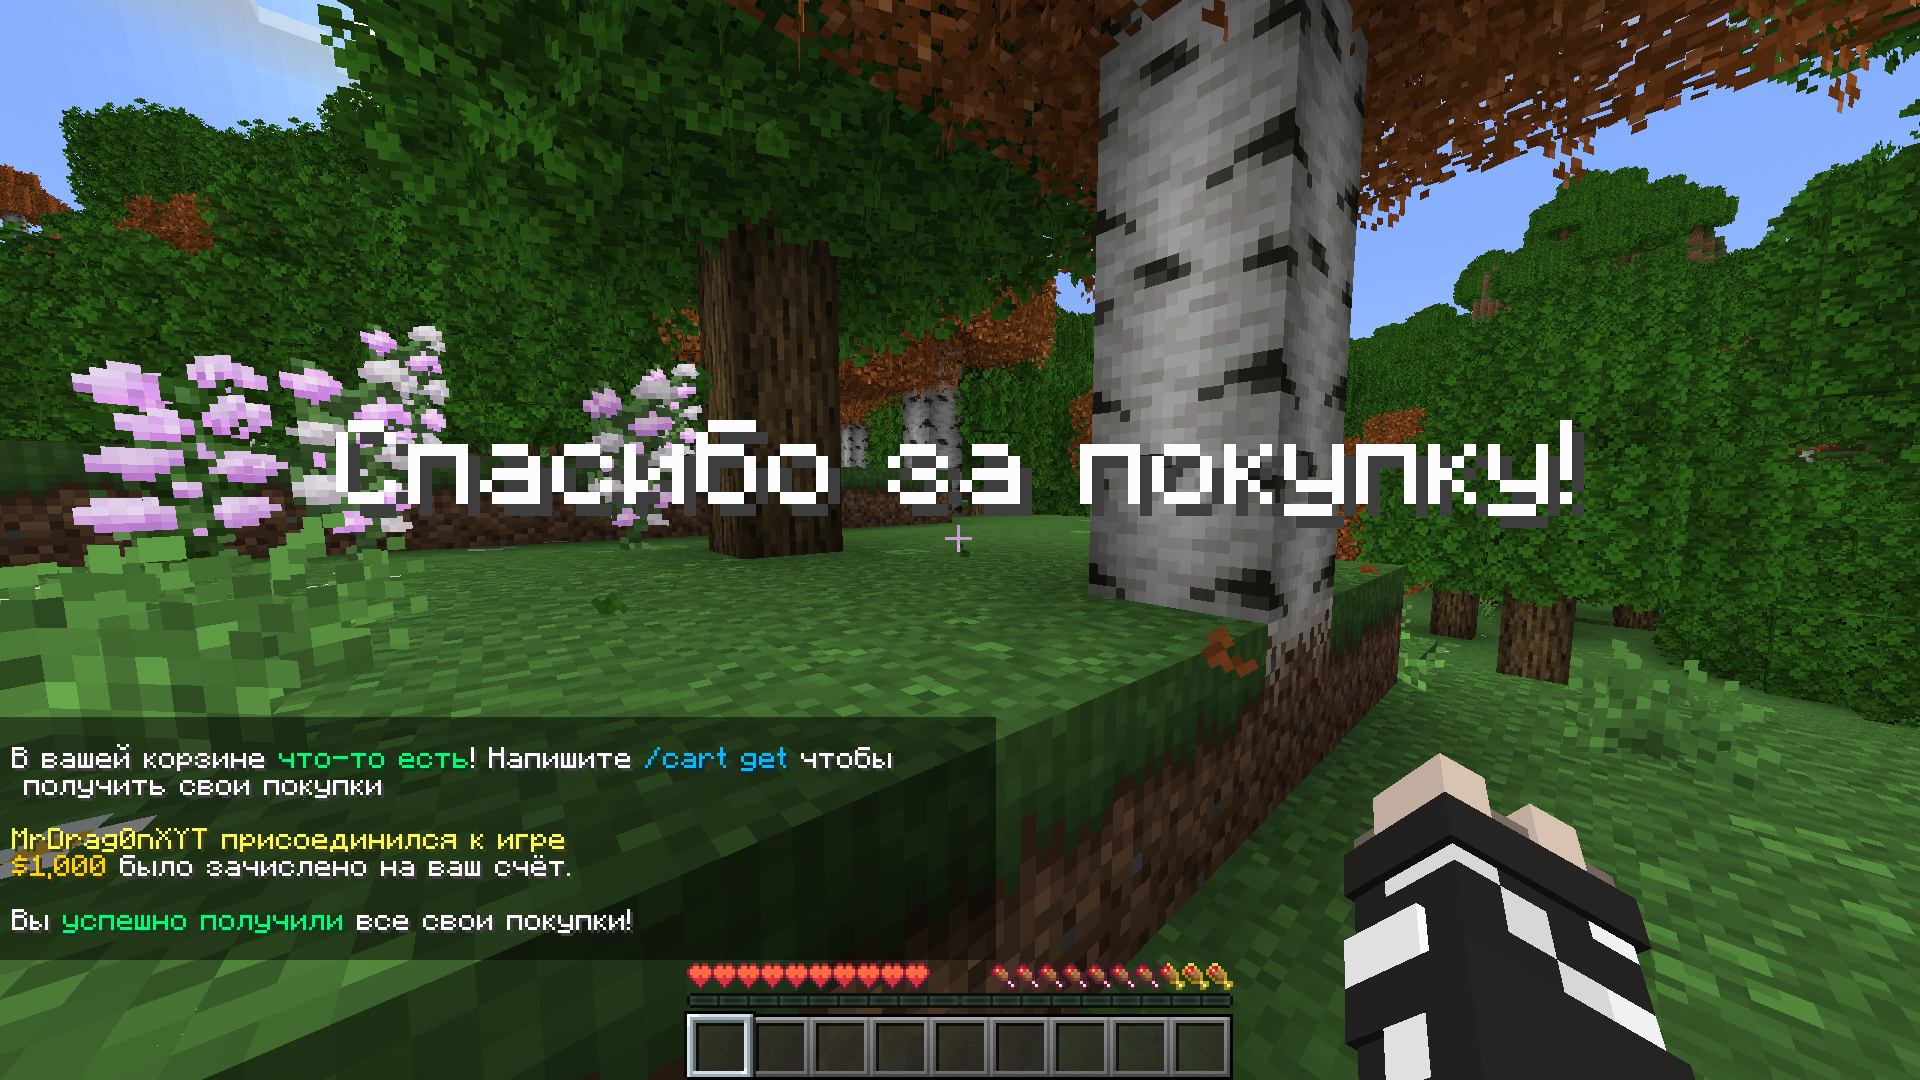 Спасибо за покупку!
В вашей корзине что-то есть! Напишите /cart get чтобы
получить свои покупки
MrDrag0nXYT присоединился к игре
$1,000 было зачислено на ваш счёт.
Вы успешно получили все свои покупки!